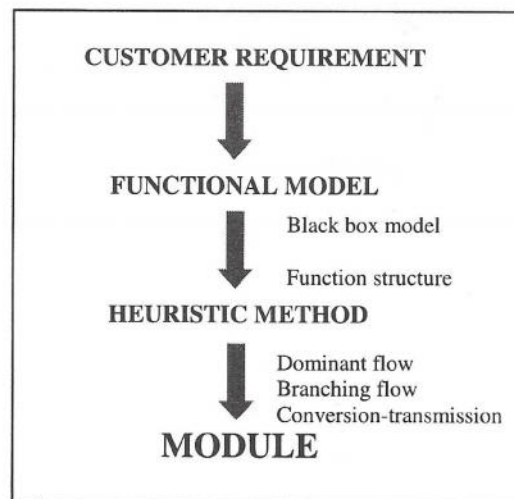 CUSTOMER REQUIREMENT
FUNCTIONAL MODEL
Black box model
Function structure
HEURISTIC METHOD
Dominant flow
Branching flow
Conversion-transmission
MODULE